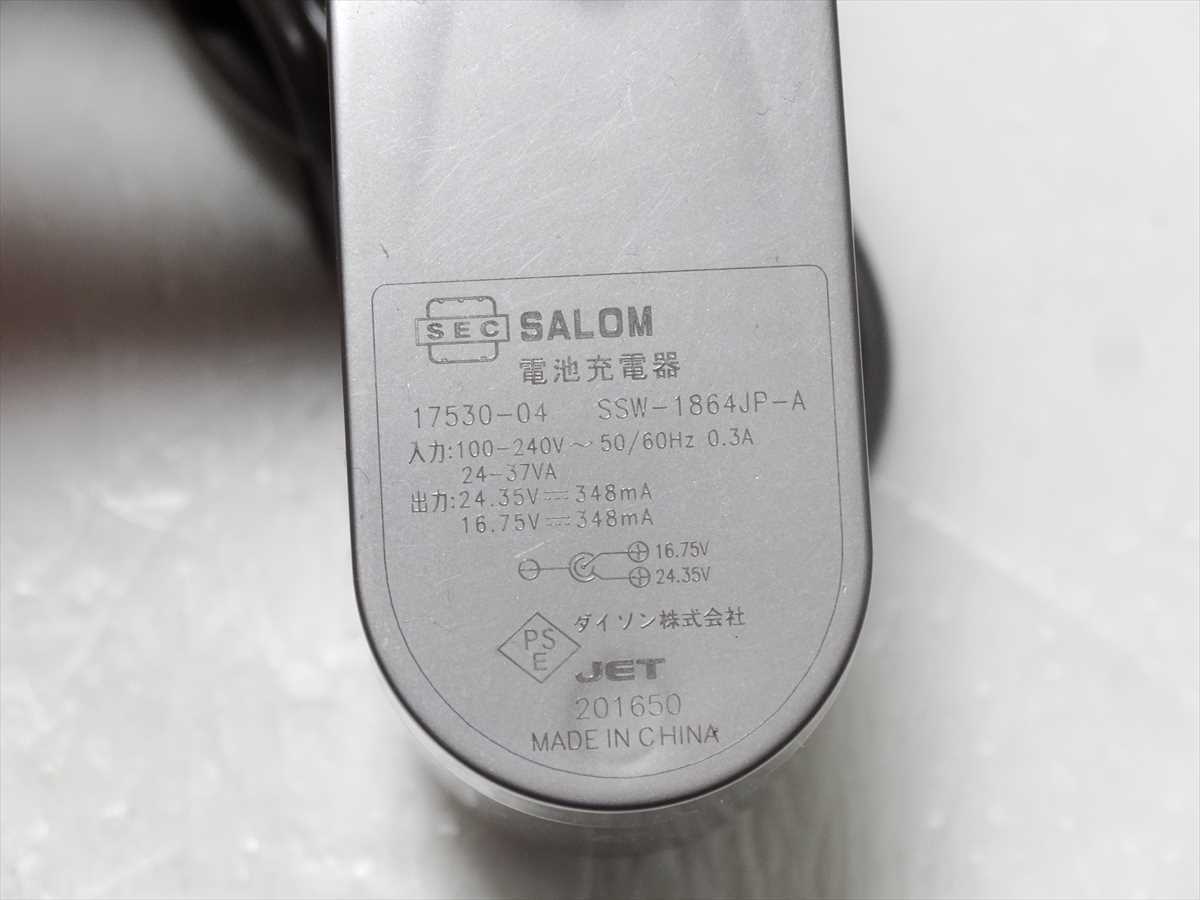 SEC SALOM
電池充電器
17530-04 SSW-1864JP-A
入力:100-240V～50/60Hz 0.3A
24-37VA
出力:24.35V⎓348mA
16.75V⎓348mA
16.75V
24.35V
PS
E
ダイソン株式会社
JET
201650
MADE IN CHINA